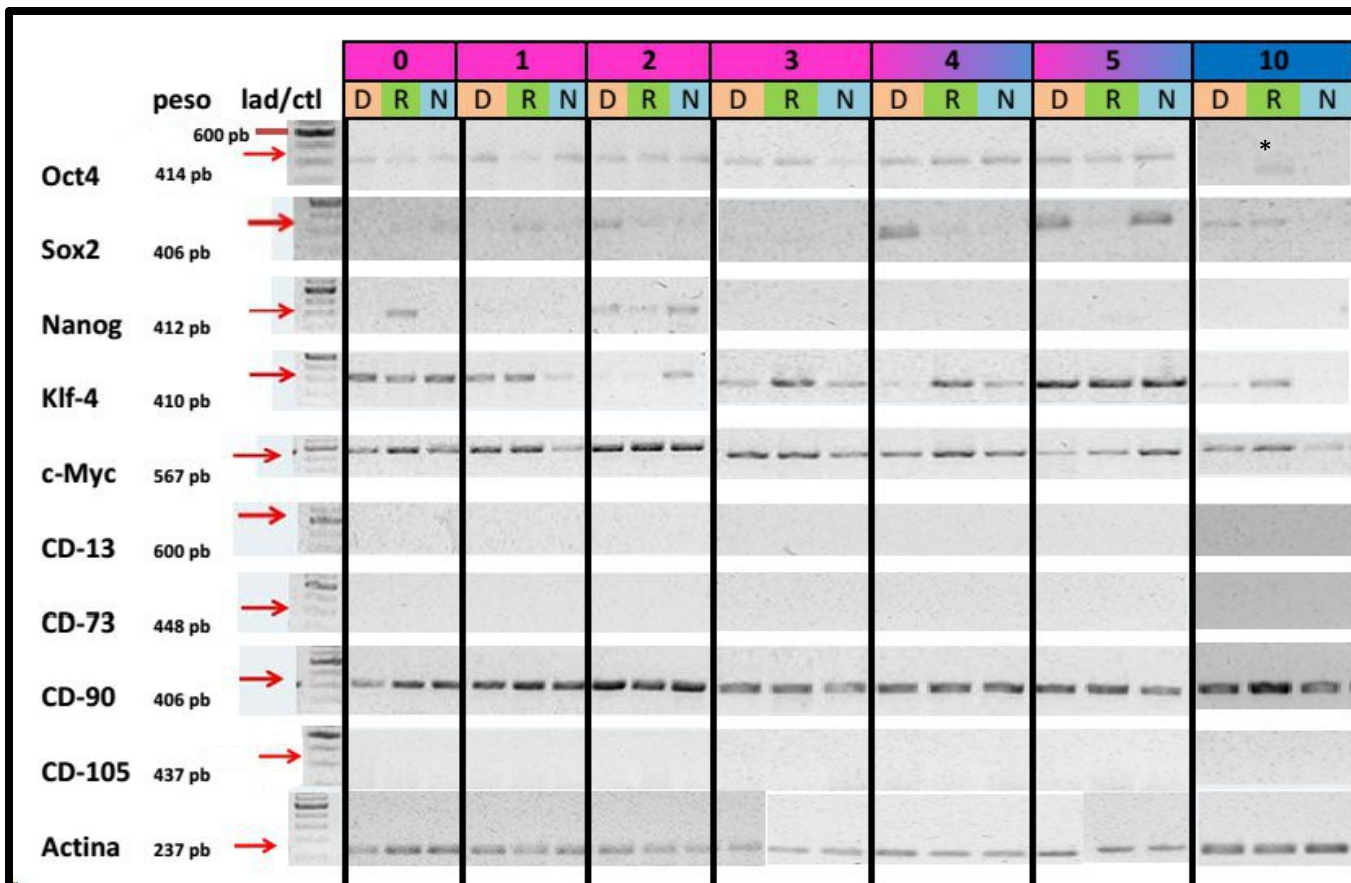 0 1 2 3 4 5 10
peso lad/ctl D R N D R N D R N D R N D R N D R N D R N
600 pb
*
Oct4 414 pb
Sox2 406 pb
Nanog 412 pb
Klf-4 410 pb
c-Myc 567 pb
CD-13 600 pb
CD-73 448 pb
CD-90 406 pb
CD-105 437 pb
Actina 237 pb